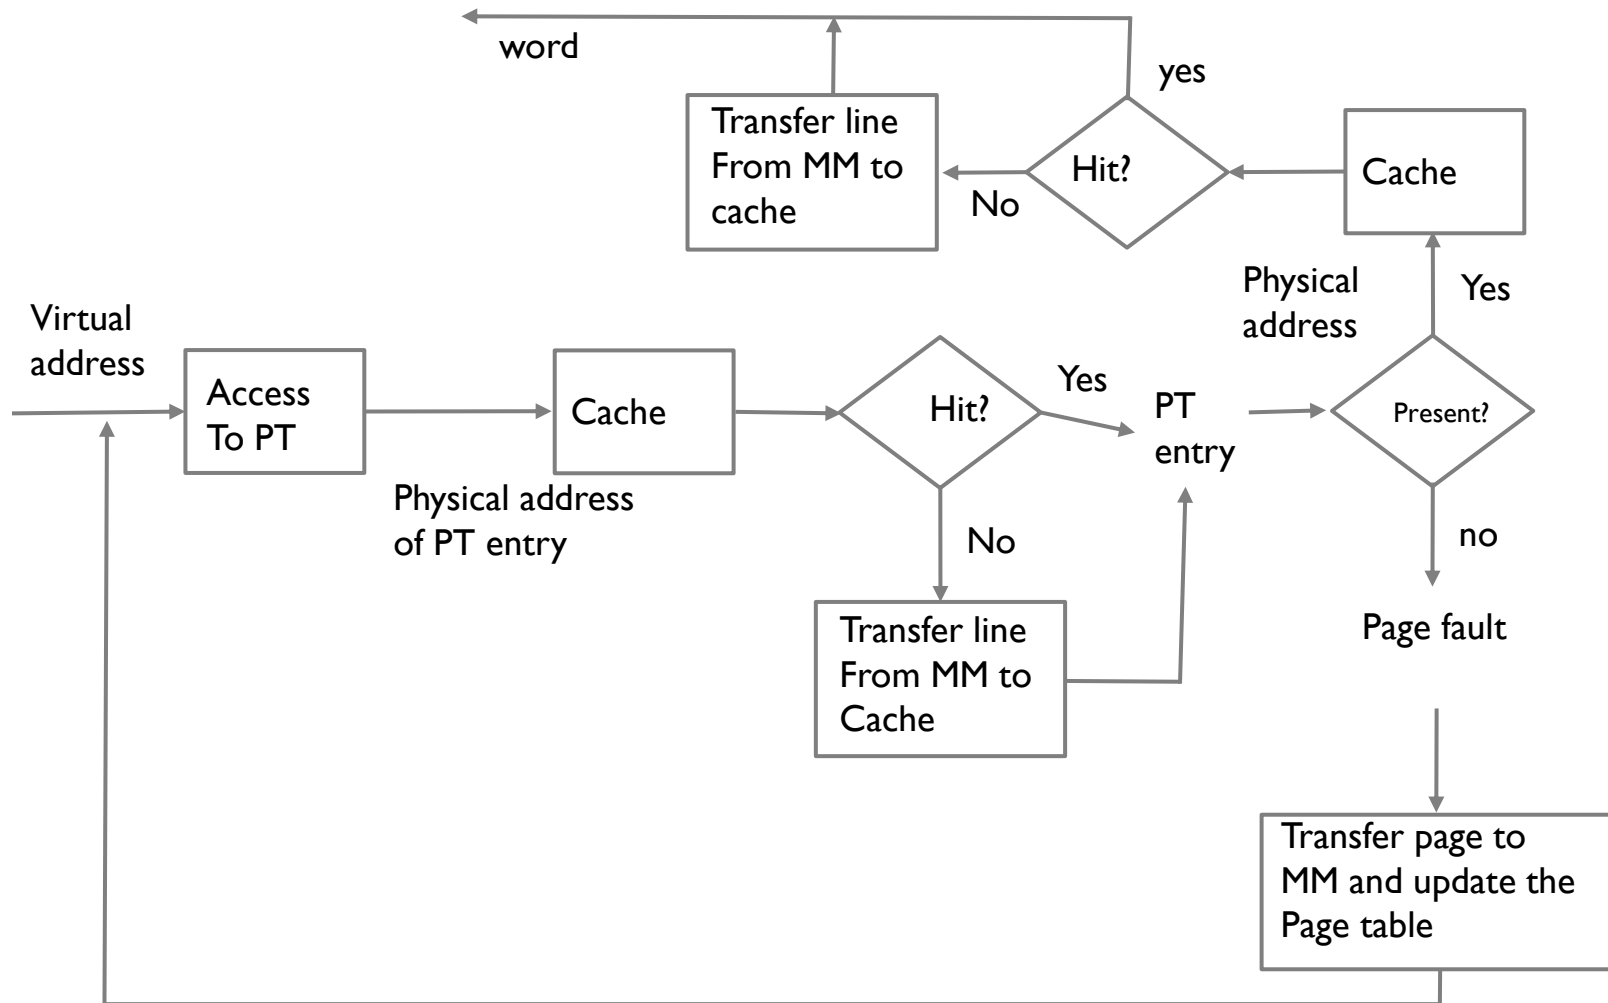 word
yes
Transfer line
From MM to
cache
No
Hit?
Cache
Physical
address
Yes
Virtual
address
Access
To PT
Physical address
of PT entry
Cache
Hit?
Yes
No
Transfer line
From MM to
Cache
PT
entry
Present?
no
Page fault
Transfer page to
MM and update the
Page table